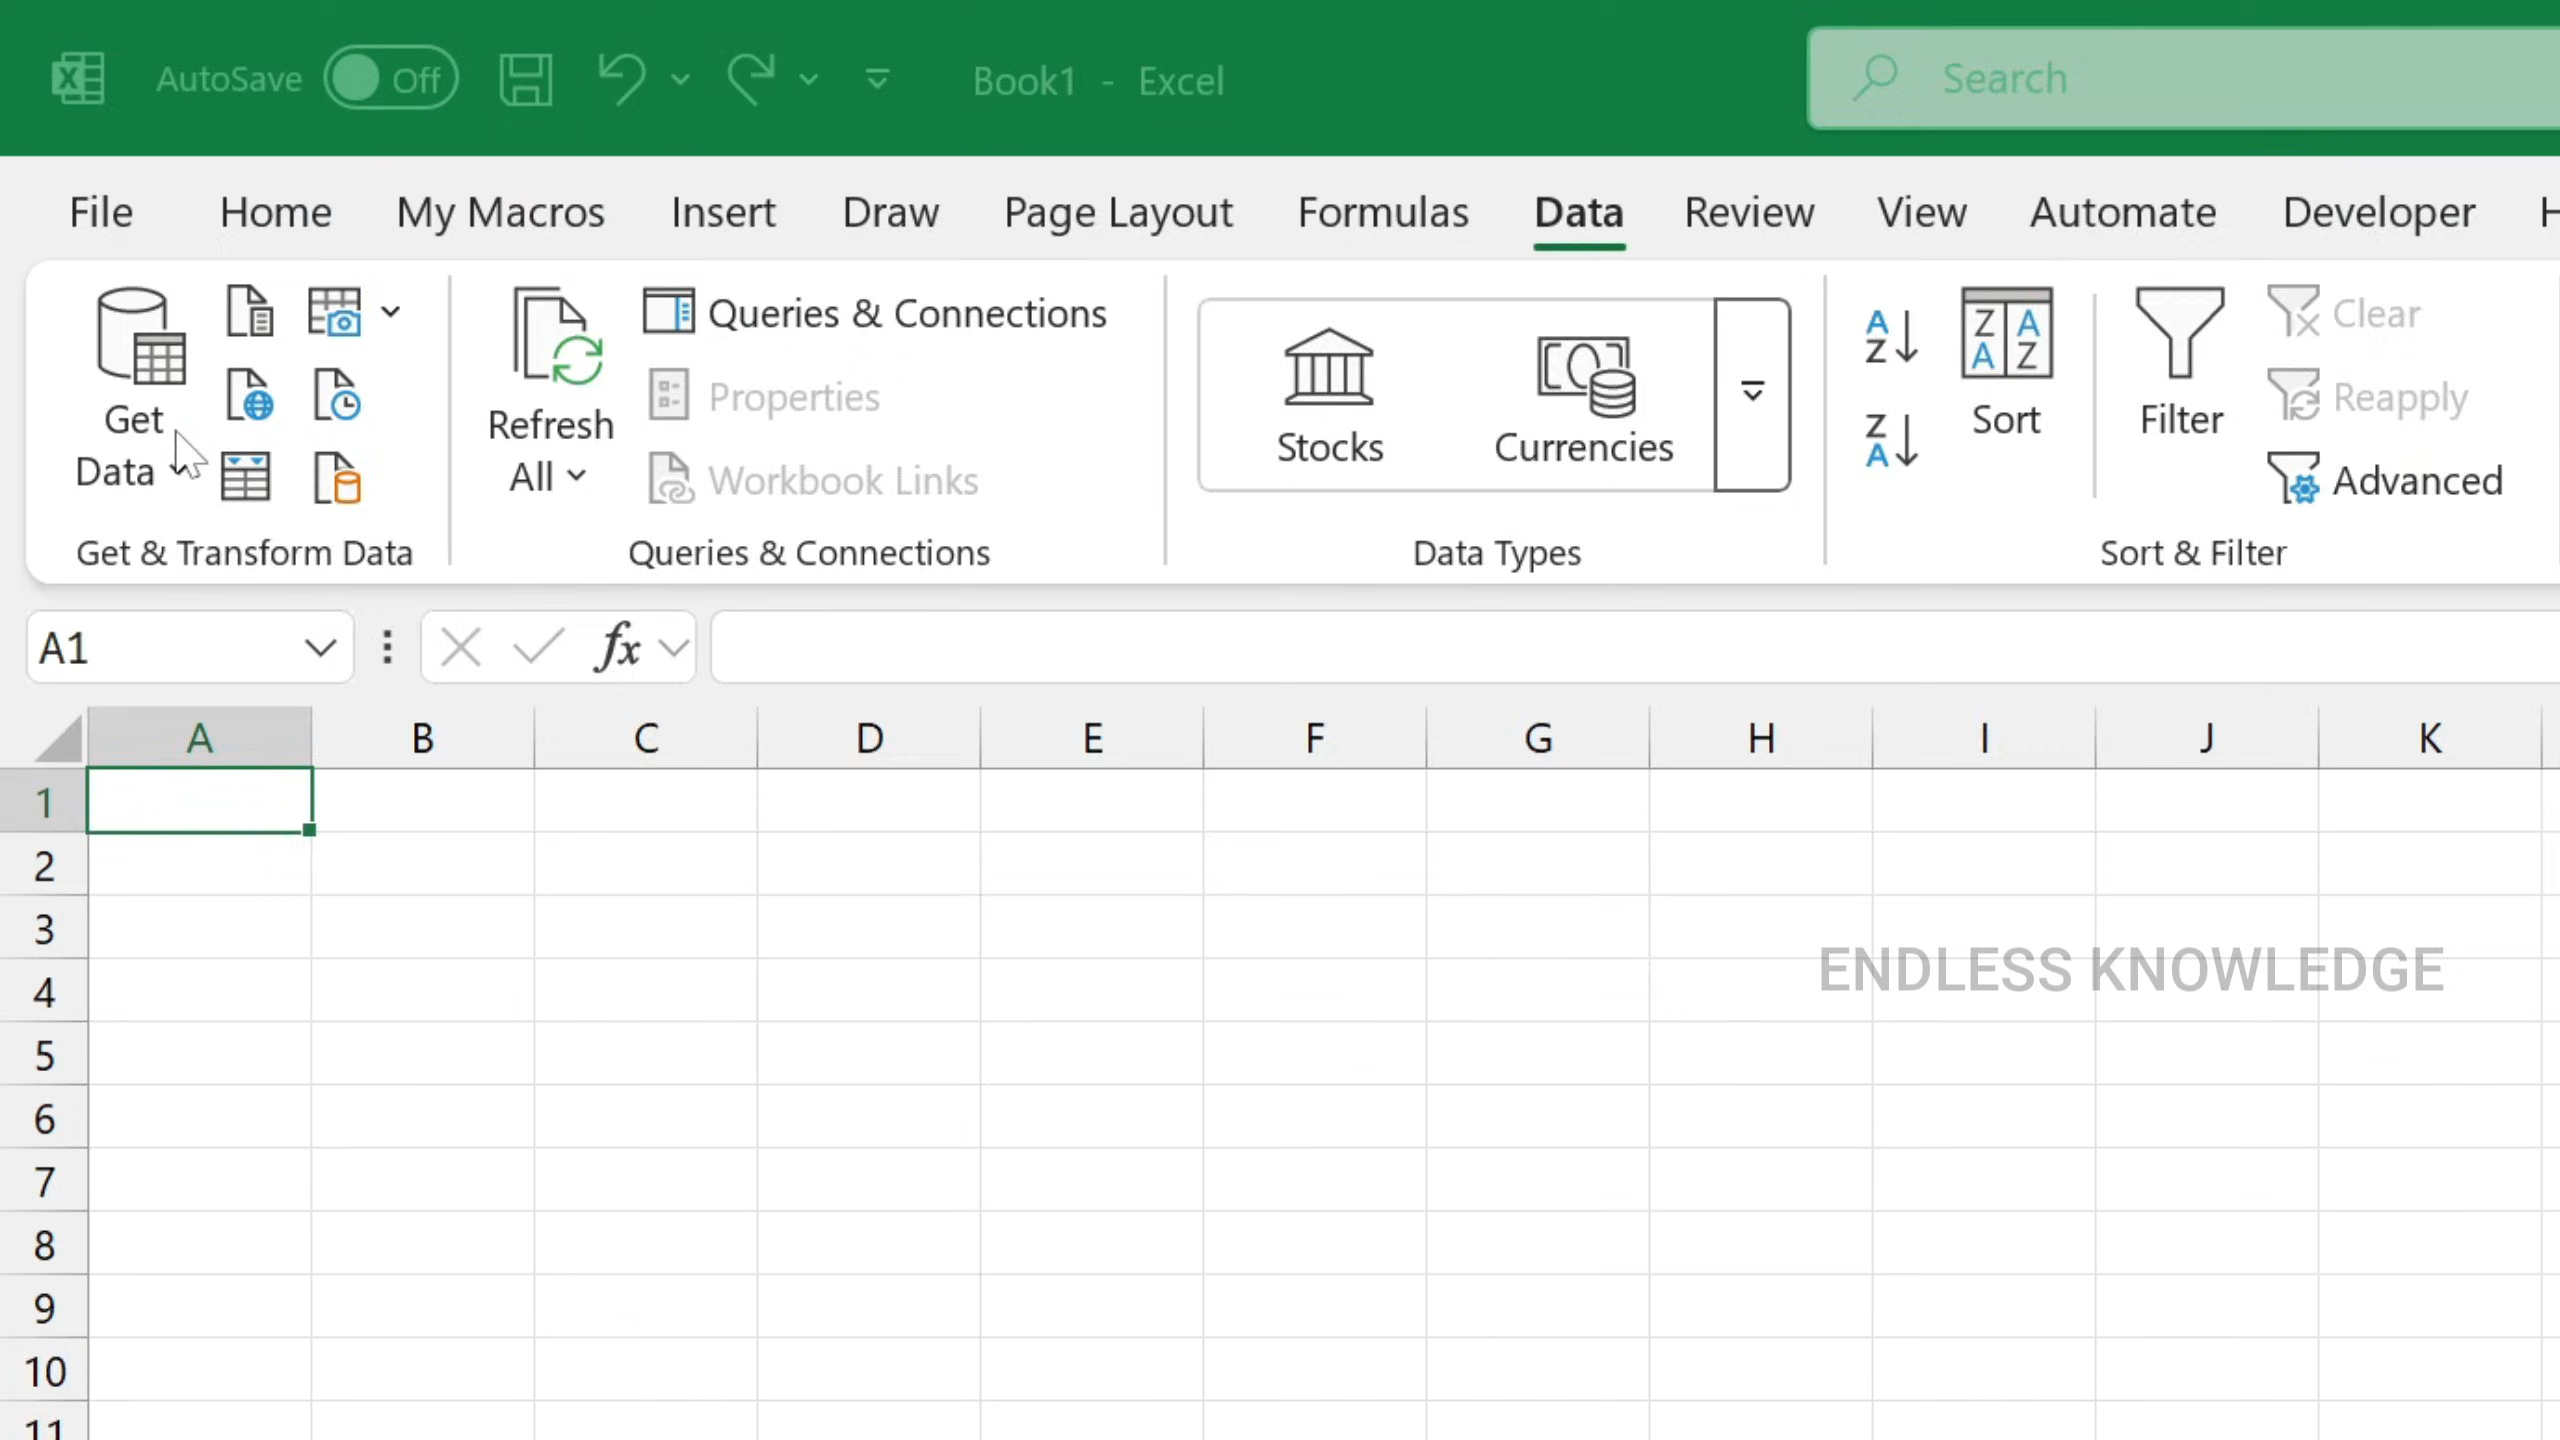 AutoSave Off Book1 - Excel Search
File Home My Macros Insert Draw Page Layout Formulas Data Review View Automate Developer
Get Data
Refresh All
Queries & Connections
Properties
Workbook Links
Stocks
Currencies
Sort
Filter
Clear
Reapply
Advanced
Get & Transform Data Queries & Connections Data Types Sort & Filter
A1 fx
A B C D E F G H I J K
1
2
3
ENDLESS KNOWLEDGE
4
5
6
7
8
9
10
11